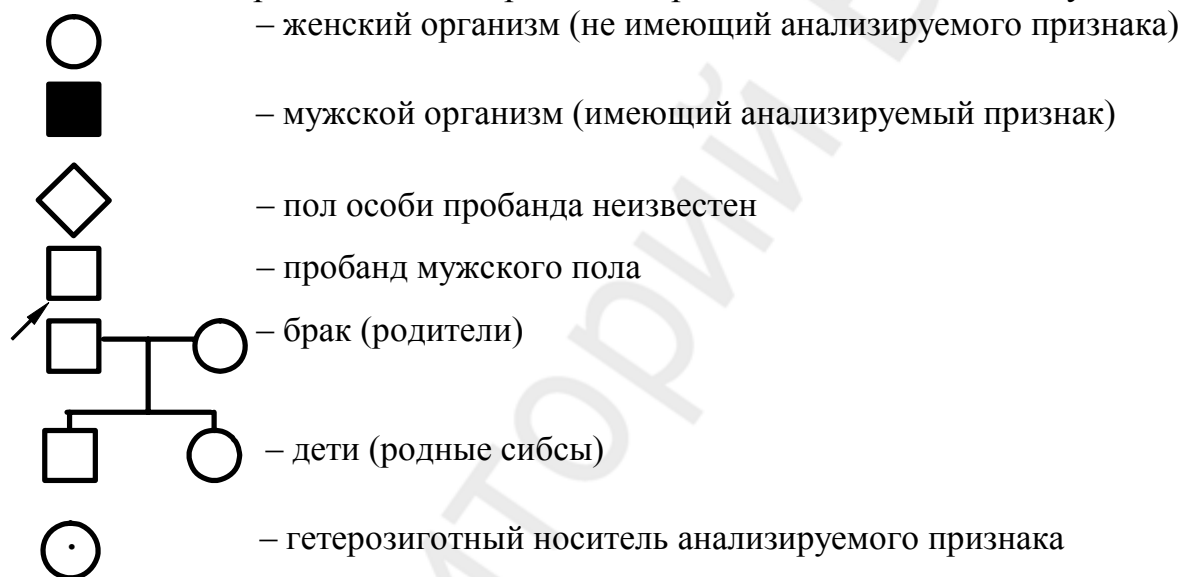 – женский организм (не имеющий анализируемого признака)
– мужской организм (имеющий анализируемый признак)
– пол особи пробанда неизвестен
– пробанд мужского пола
– брак (родители)
– дети (родные сибсы)
– гетерозиготный носитель анализируемого признака